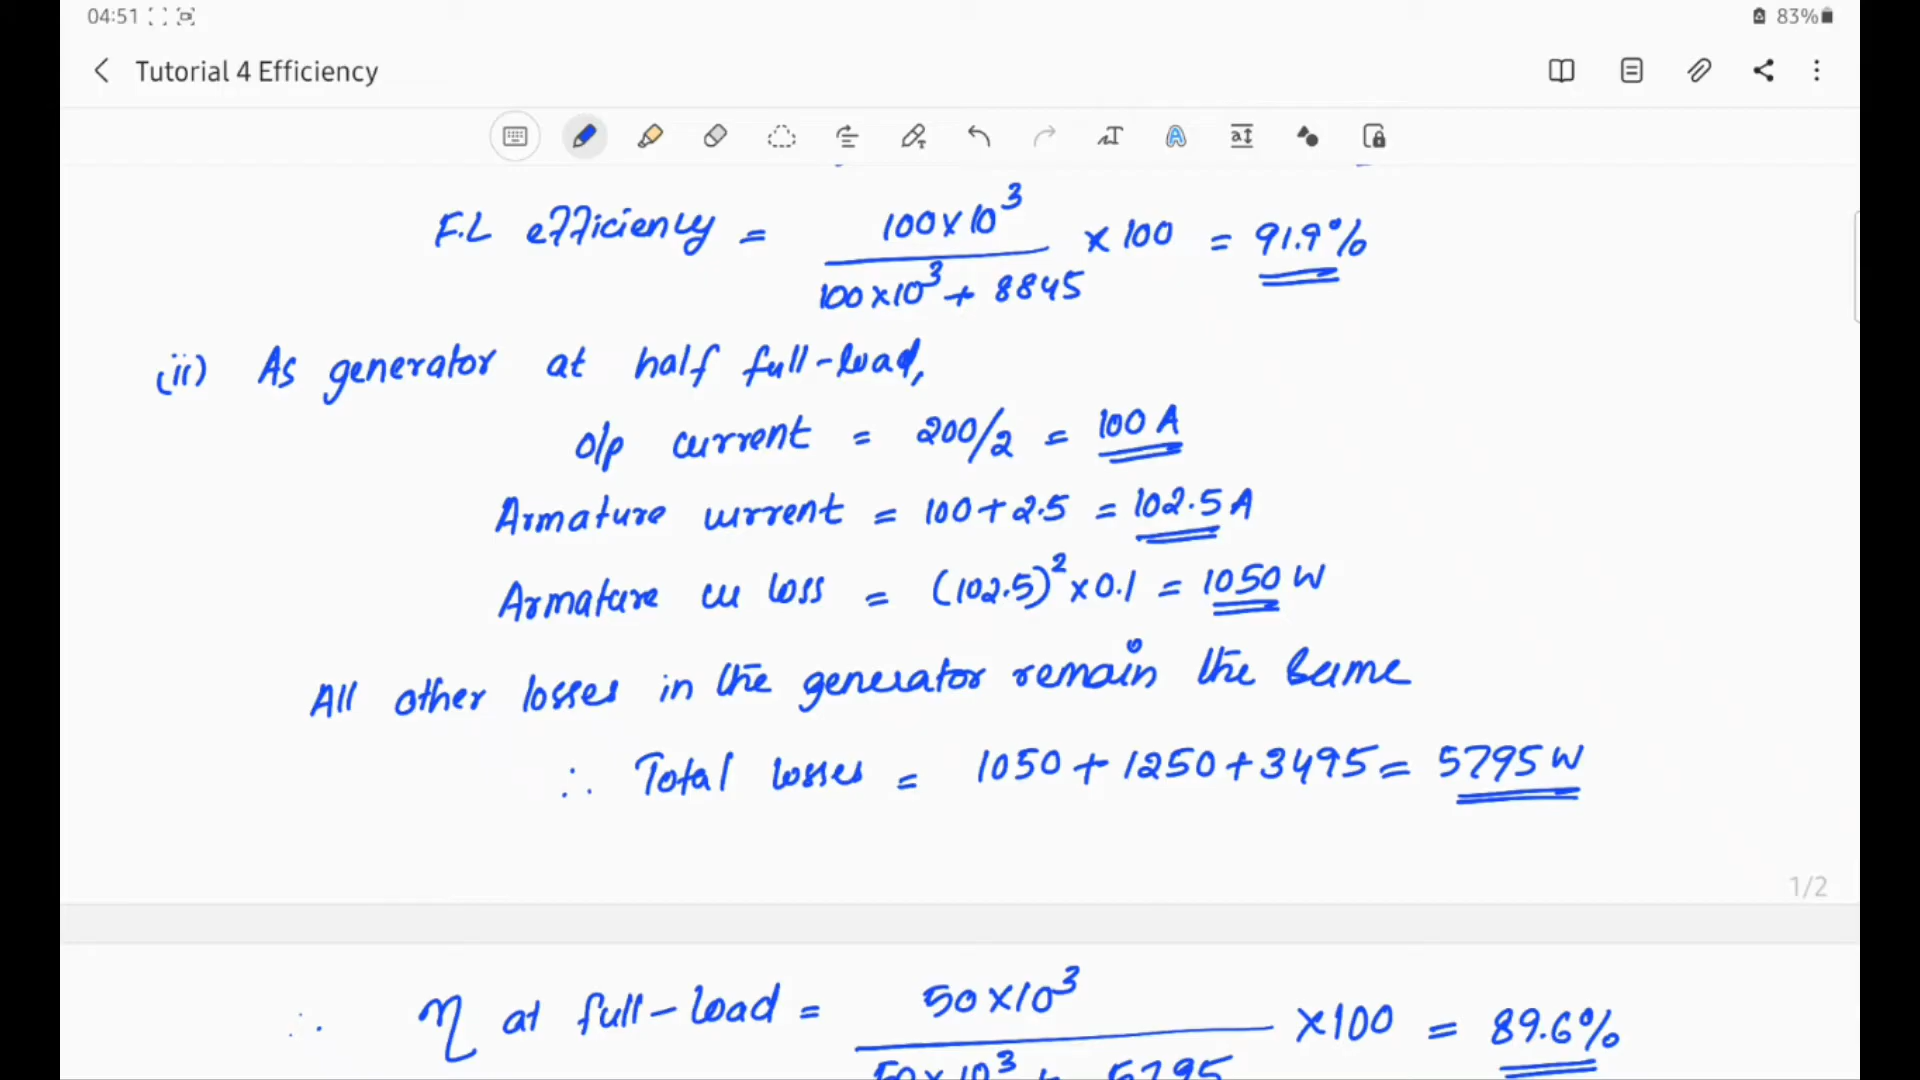 04:51
83%
Tutorial 4 Efficiency
F.L efficiency = 100×10³ / 100×10³ + 8845 × 100 = 91.9%
(ii) As generator at half full-load,
o/p current = 200/2 = 100 A
Armature current = 100 + 2.5 = 102.5 A
Armature cu loss = (102.5)² × 0.1 = 1050 W
All other losses in the generator remain the same
∴ Total losses = 1050 + 1250 + 3495 = 5795 W
1/2
∴ η at full-load = 50×10³ / 50×10³ + 5795 ×100 = 89.6%